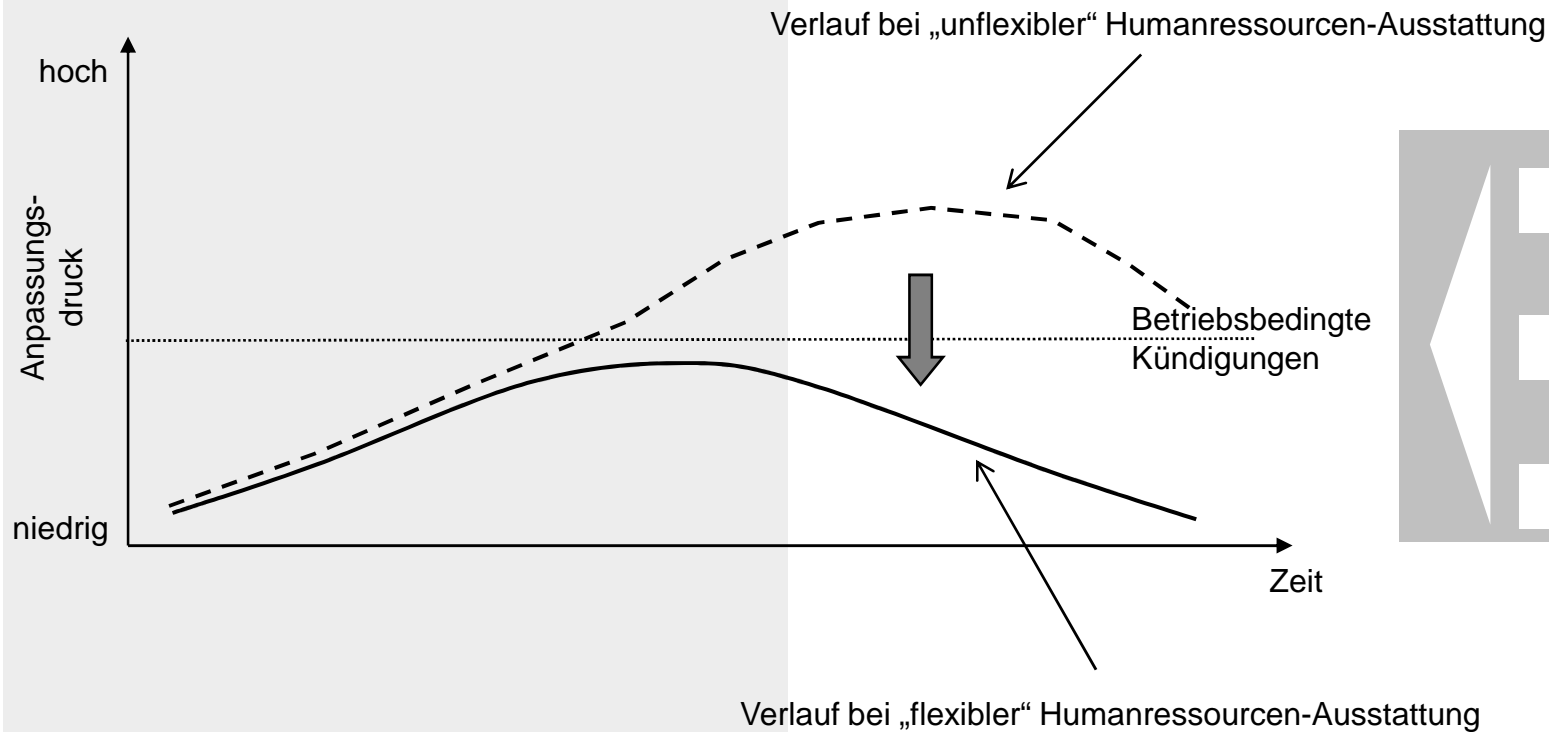 Verlauf bei „unflexibler“ Humanressourcen-Ausstattung
hoch
Anpassungs-
druck
Betriebsbedingte
Kündigungen
niedrig
Zeit
Verlauf bei „flexibler“ Humanressourcen-Ausstattung